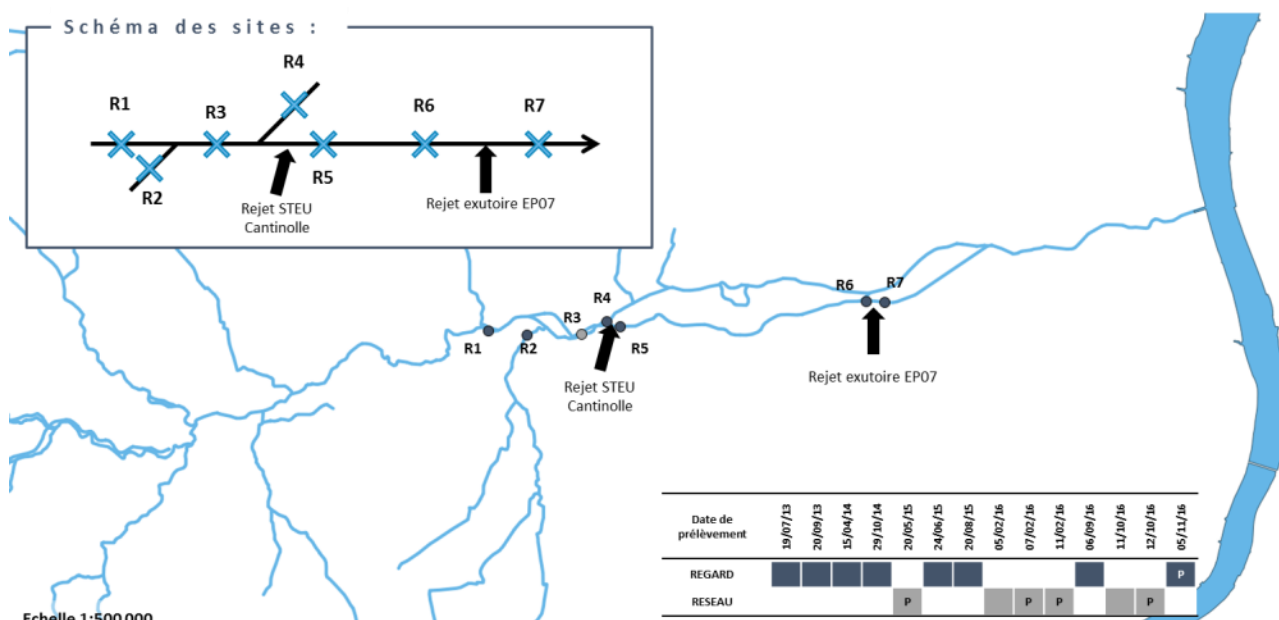 Schéma des sites :
R4
R1
R3
R6
R7
R2
R5
Rejet STEU
Cantinolle
Rejet exutoire EP07
R6
R7
R4
R3
R1
R2
R5
Rejet STEU
Cantinolle
Rejet exutoire EP07
Date de
prélèvement
19/07/13 20/09/13 15/04/14 29/10/14 20/05/15 24/06/15 20/08/15 05/02/16 07/02/16 11/02/16 06/09/16 11/10/16 12/10/16 05/11/16
REGARD P
RESEAU P P P P
Echelle 1:500 000